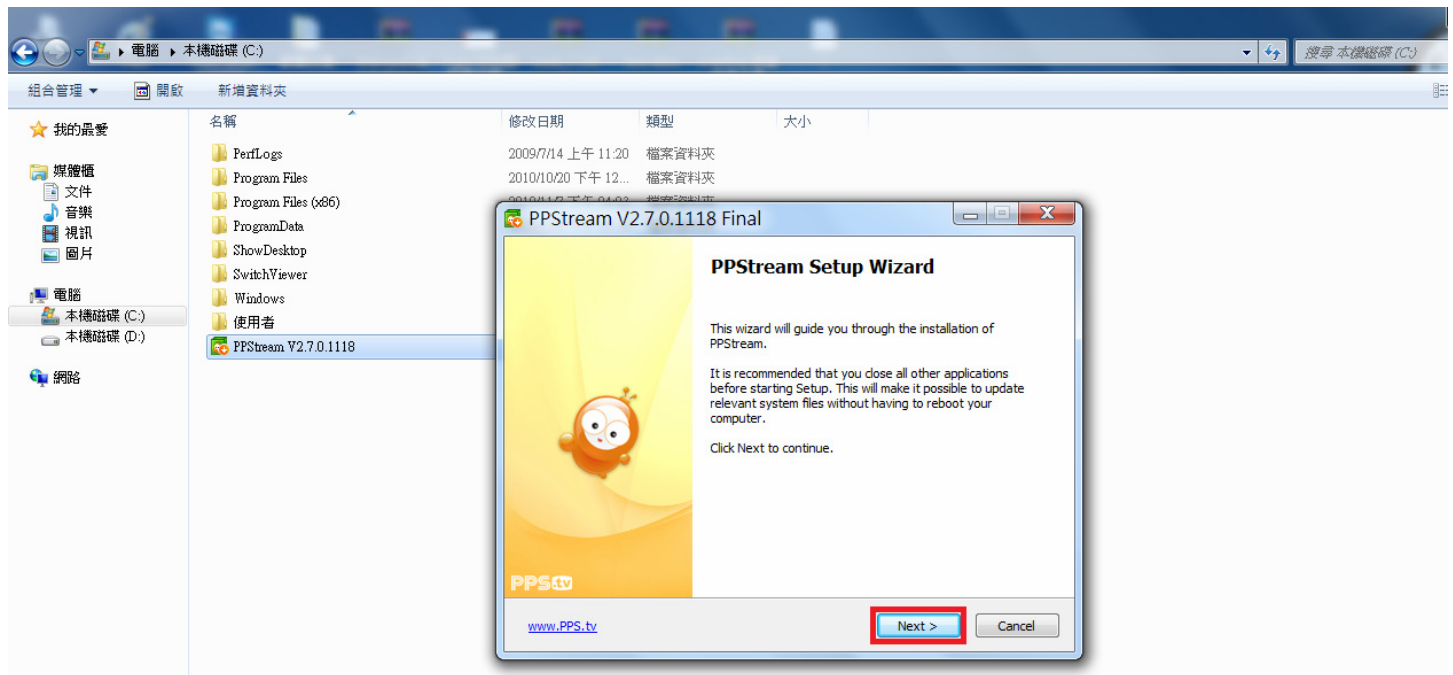 電腦 ▸ 本機磁碟 (C:)
搜尋 本機磁碟 (C:)
組合管理 開啟 新增資料夾
我的最愛
媒體櫃
文件
音樂
視訊
圖片
電腦
本機磁碟 (C:)
本機磁碟 (D:)
網路
名稱 修改日期 類型 大小
PerfLogs 2009/7/14 上午 11:20 檔案資料夾
Program Files 2010/10/20 下午 12... 檔案資料夾
Program Files (x86)
ProgramData
ShowDesktop
SwitchViewer
Windows
使用者
PPStream V2.7.0.1118
PPStream V2.7.0.1118 Final
PPStream Setup Wizard
This wizard will guide you through the installation of
PPStream.
It is recommended that you close all other applications
before starting Setup. This will make it possible to update
relevant system files without having to reboot your
computer.
Click Next to continue.
PPS.tv
www.PPS.tv
Next >
Cancel